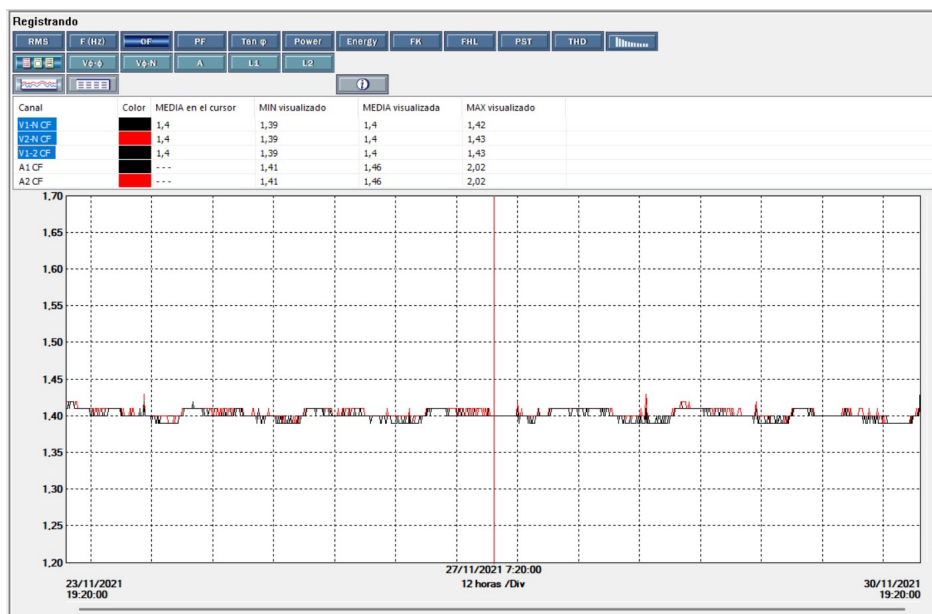 Registrando
RMS F (Hz) CF PF Tan φ Power Energy FK FHL PST THD
Vφ-φ Vφ-N A L1 L2
Canal Color MEDIA en el cursor MIN visualizado MEDIA visualizada MAX visualizado
V1-N CF 1,4 1,39 1,4 1,42
V2-N CF 1,4 1,39 1,4 1,43
V1-2 CF 1,4 1,39 1,4 1,43
A1 CF - - - 1,41 1,46 2,02
A2 CF - - - 1,41 1,46 2,02
1,70
1,65
1,60
1,55
1,50
1,45
1,40
1,35
1,30
1,25
1,20
27/11/2021 7:20:00
23/11/2021 12 horas /Div 30/11/2021
19:20:00 19:20:00